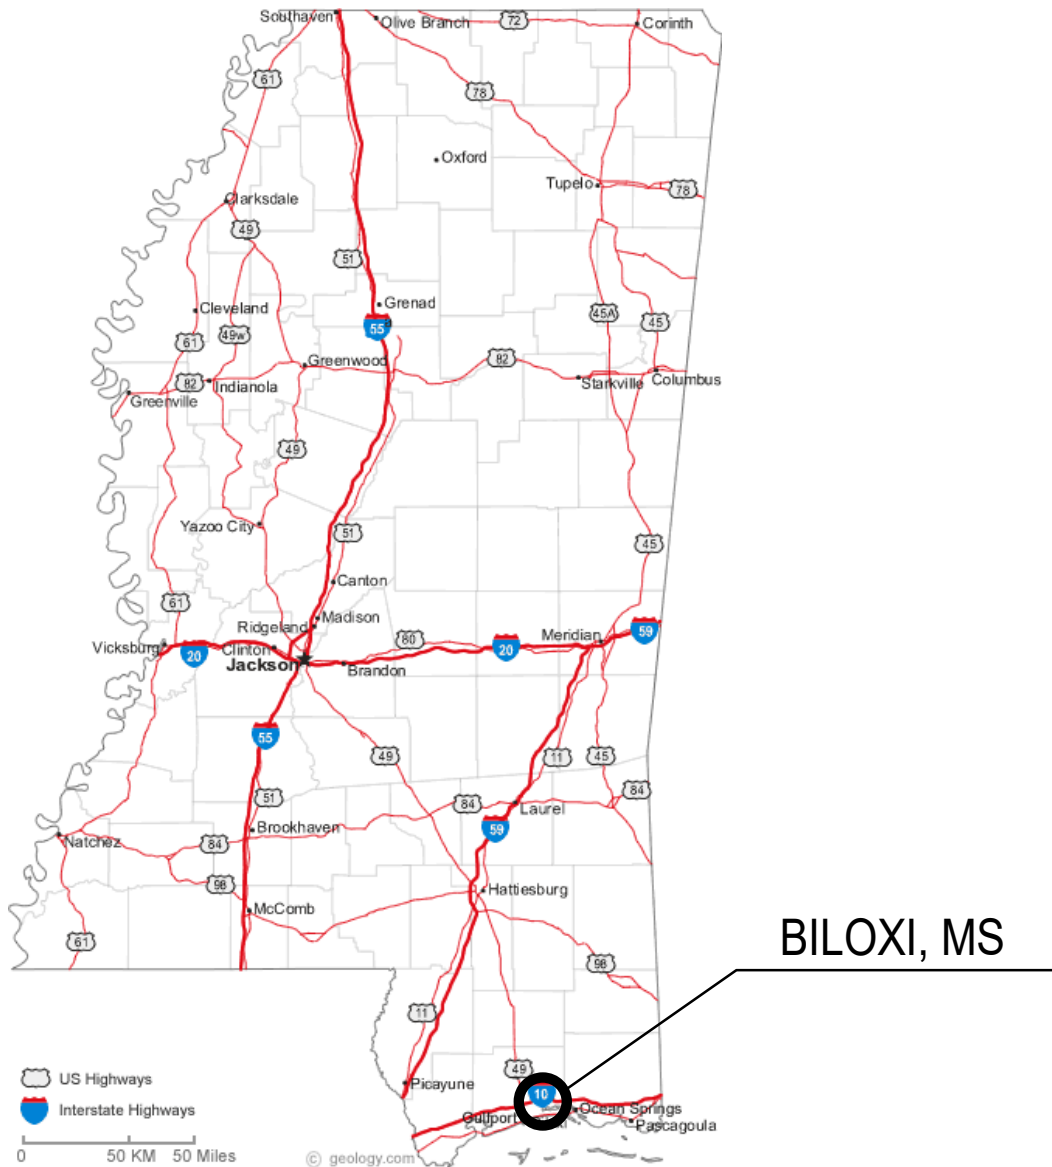 Southaven
Olive Branch
72
Corinth
61
78
Oxford
Tupelo
78
Clarksdale
49
51
Grenad
a
Cleveland
55
45A
45
61
49w
82
Greenwood
82
Indianola
Starkville
Columbus
Greenville
49
Yazoo City
51
45
Canton
61
Madison
Ridgeland
80
Meridian
59
Vicksburg
20
Clinton
20
Jackson
Brandon
55
49
11
45
51
84
84
Laurel
Brookhaven
59
Natchez
84
98
Hattiesburg
McComb
61
BILOXI, MS
98
11
49
US Highways
Picayune
10
Interstate Highways
Ocean Springs
Gulfport
Pascagoula
0 50 KM 50 Miles
© geology.com